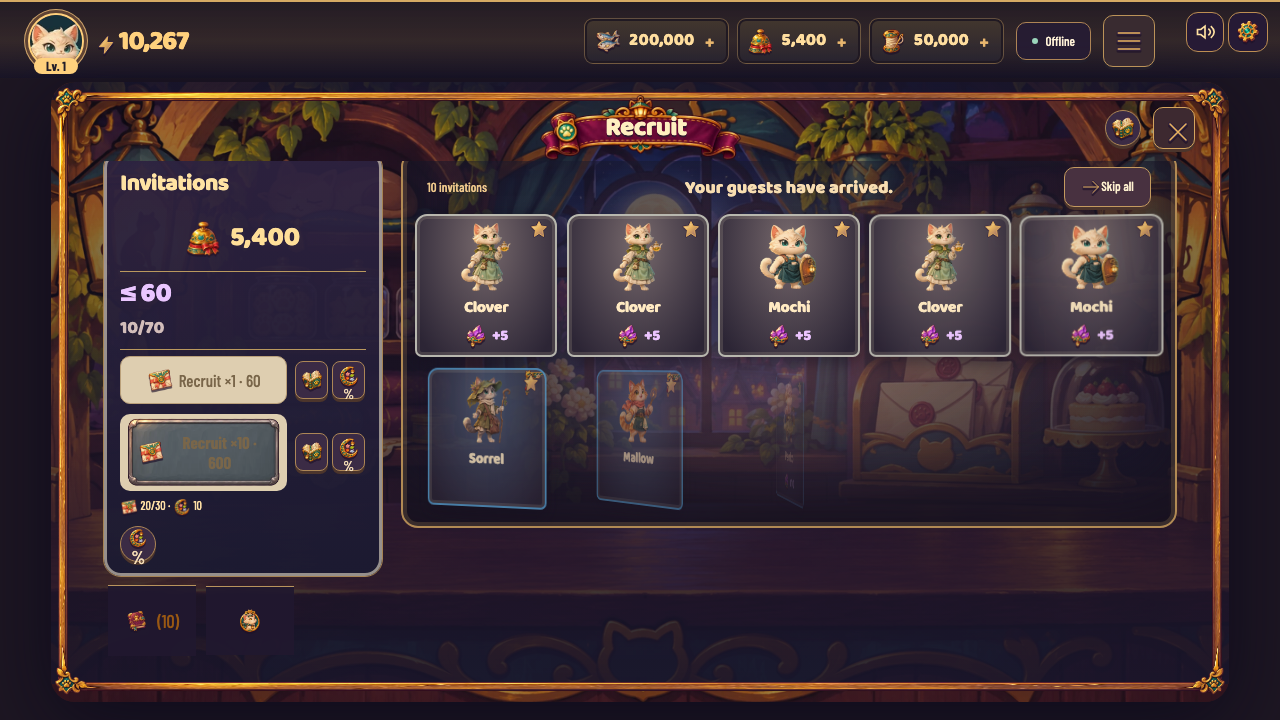 10,267
Lv. 1
200,000 +
5,400 +
50,000 +
Offline
Recruit
Invitations
5,400
≤ 60
10/70
Recruit ×1 · 60
%
Recruit ×10 ·
600
%
20/30 · 10
%
(10)
10 invitations
Your guests have arrived.
Skip all
Clover
+5
Clover
+5
Mochi
+5
Clover
+5
Mochi
+5
Sorrel
Mallow